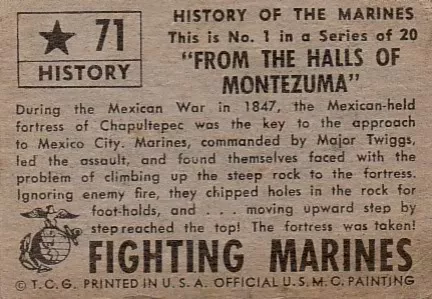 ★ 71
HISTORY
HISTORY OF THE MARINES
This is No. 1 in a Series of 20
"FROM THE HALLS OF
MONTEZUMA"
During the Mexican War in 1847, the Mexican-held
fortress of Chapultepec was the key to the approach
to Mexico City. Marines, commanded by Major Twiggs,
led the assault, and found themselves faced with the
problem of climbing up the steep rock to the fortress.
Ignoring enemy fire, they chipped holes in the rock for
foot-holds, and . . . moving upward step by
step reached the top! The fortress was taken!
FIGHTING MARINES
© T.C.G. PRINTED IN U.S.A. OFFICIAL U.S.M.C. PAINTING